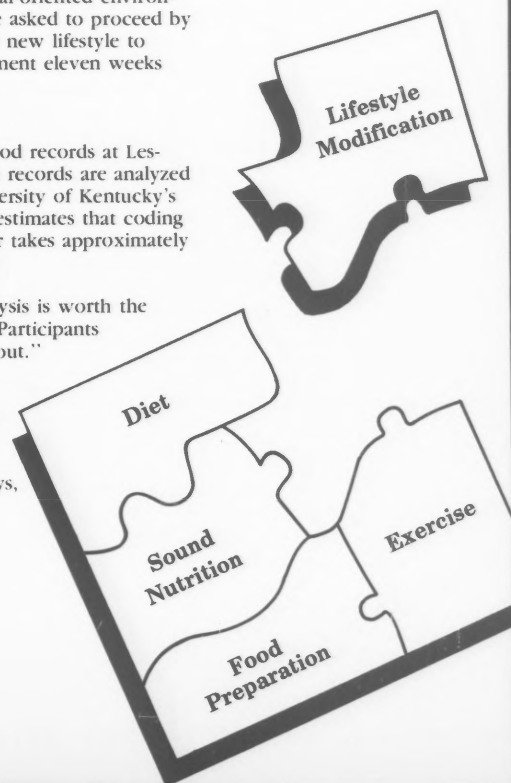 al-oriented environ-
asked to proceed by
new lifestyle to
ment eleven weeks
od records at Les-
records are analyzed
ersity of Kentucky's
estimates that coding
r takes approximately
ysis is worth the
Participants
out."
ys,
Lifestyle
Modification
Diet
Sound
Nutrition
Exercise
Food
Preparation